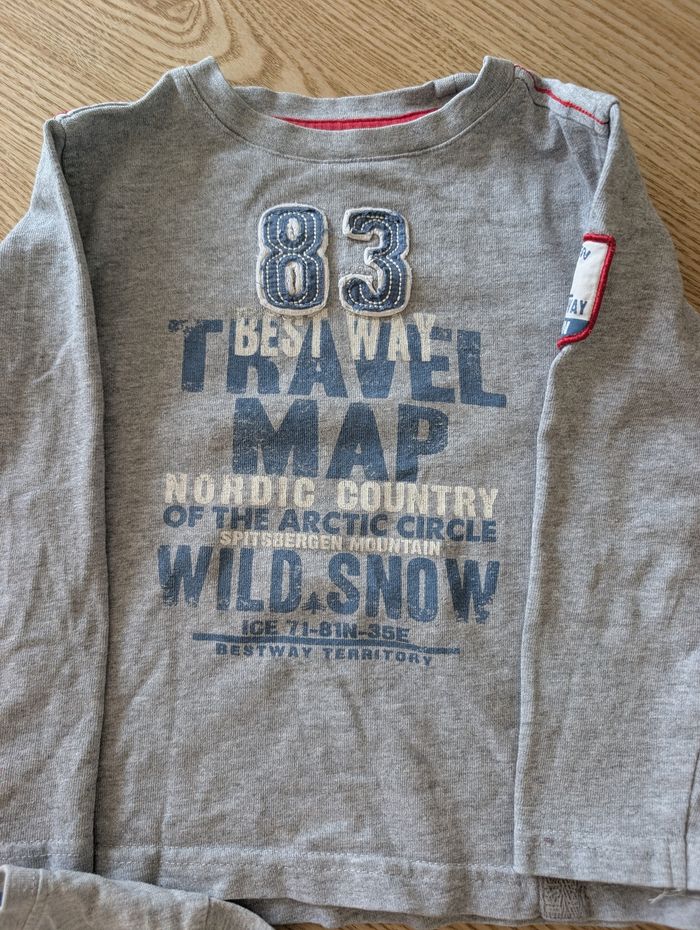 83
BEST WAY
TRAVEL
MAP
NORDIC COUNTRY
OF THE ARCTIC CIRCLE
SPITSBERGEN MOUNTAIN
WILD SNOW
ICE 71-81N-35E
BESTWAY TERRITORY